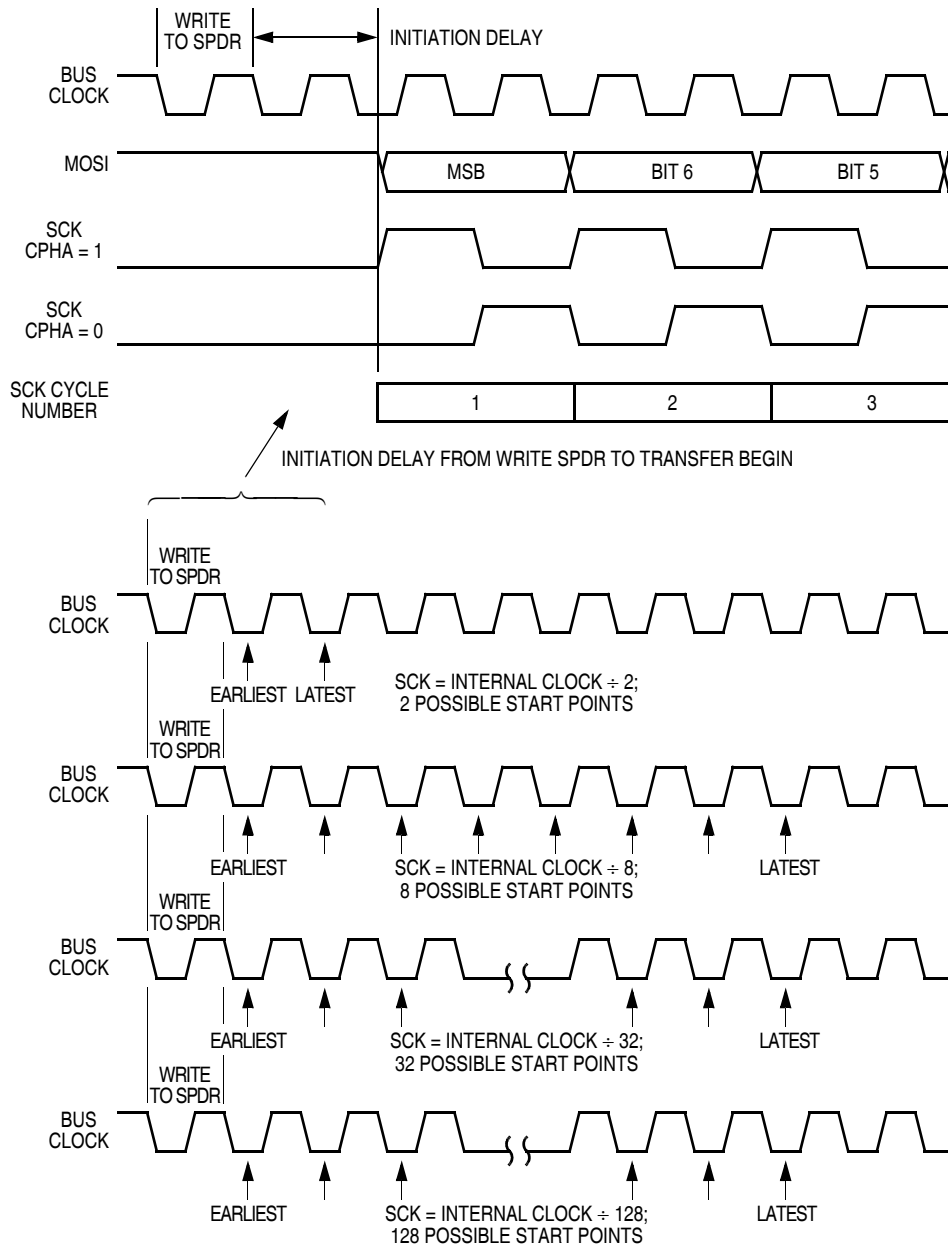 WRITE
TO SPDR
INITIATION DELAY
BUS
CLOCK
MOSI
MSB
BIT 6
BIT 5
SCK
CPHA = 1
SCK
CPHA = 0
SCK CYCLE
NUMBER
1
2
3
INITIATION DELAY FROM WRITE SPDR TO TRANSFER BEGIN
WRITE
TO SPDR
BUS
CLOCK
EARLIEST
LATEST
SCK = INTERNAL CLOCK ÷ 2;
2 POSSIBLE START POINTS
WRITE
TO SPDR
BUS
CLOCK
EARLIEST
SCK = INTERNAL CLOCK ÷ 8;
8 POSSIBLE START POINTS
LATEST
WRITE
TO SPDR
BUS
CLOCK
EARLIEST
SCK = INTERNAL CLOCK ÷ 32;
32 POSSIBLE START POINTS
LATEST
WRITE
TO SPDR
BUS
CLOCK
EARLIEST
SCK = INTERNAL CLOCK ÷ 128;
128 POSSIBLE START POINTS
LATEST